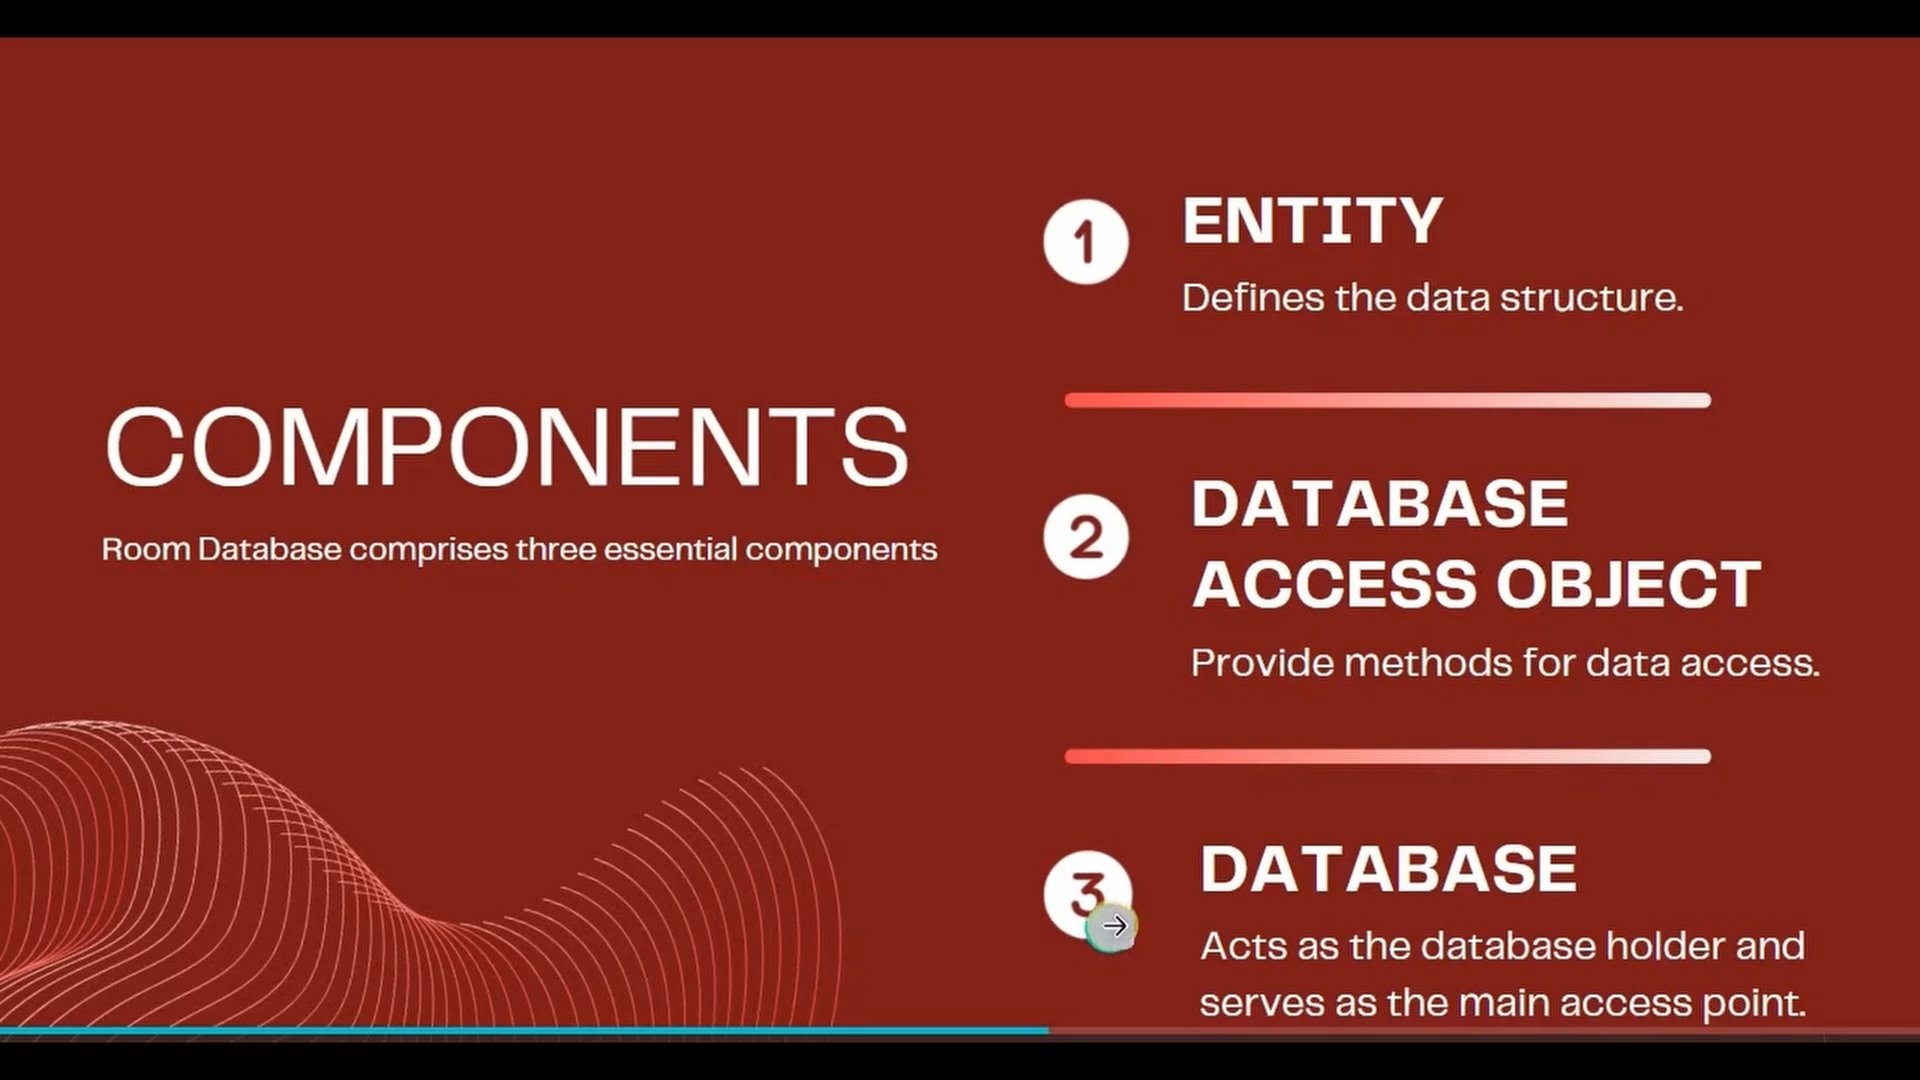 COMPONENTS
Room Database comprises three essential components
1
ENTITY
Defines the data structure.
2
DATABASE
ACCESS OBJECT
Provide methods for data access.
3
DATABASE
Acts as the database holder and
serves as the main access point.